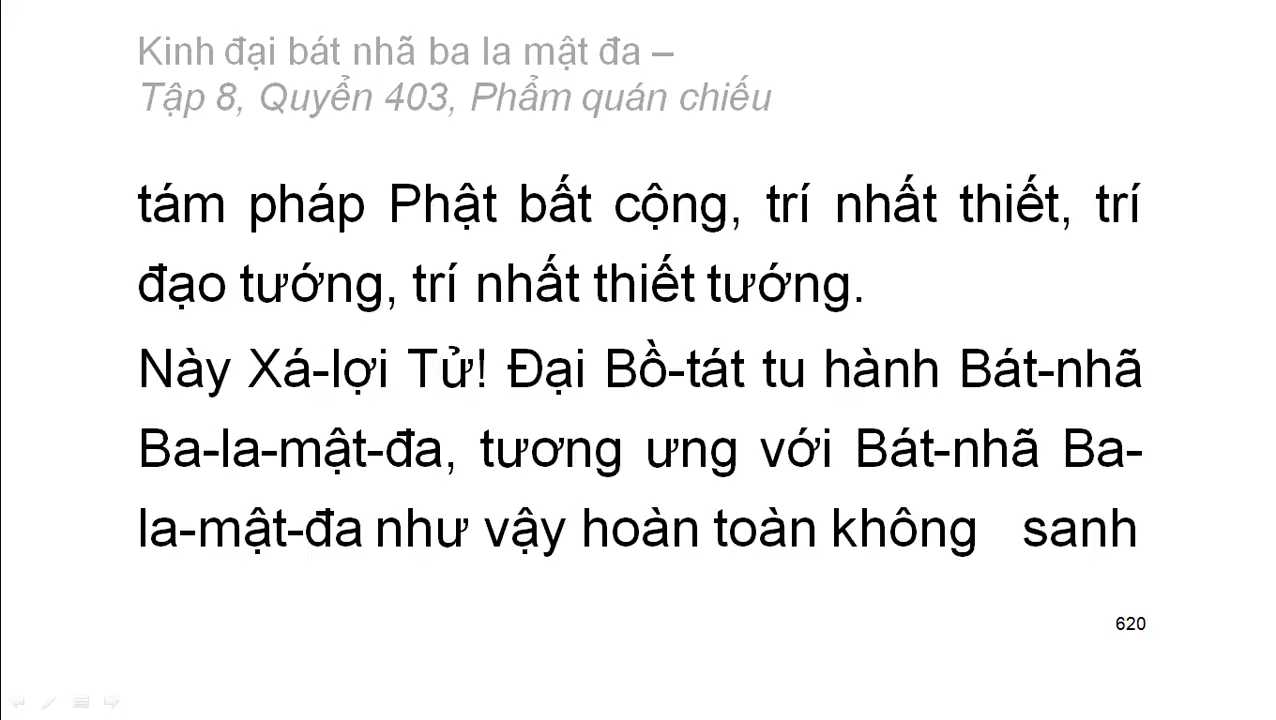 Kinh đại bát nhã ba la mật đa –
Tập 8, Quyển 403, Phẩm quán chiếu
tám pháp Phật bất cộng, trí nhất thiết, trí
đạo tướng, trí nhất thiết tướng.
Này Xá-lợi Tử! Đại Bồ-tát tu hành Bát-nhã
Ba-la-mật-đa, tương ưng với Bát-nhã Ba-
la-mật-đa như vậy hoàn toàn không sanh
620